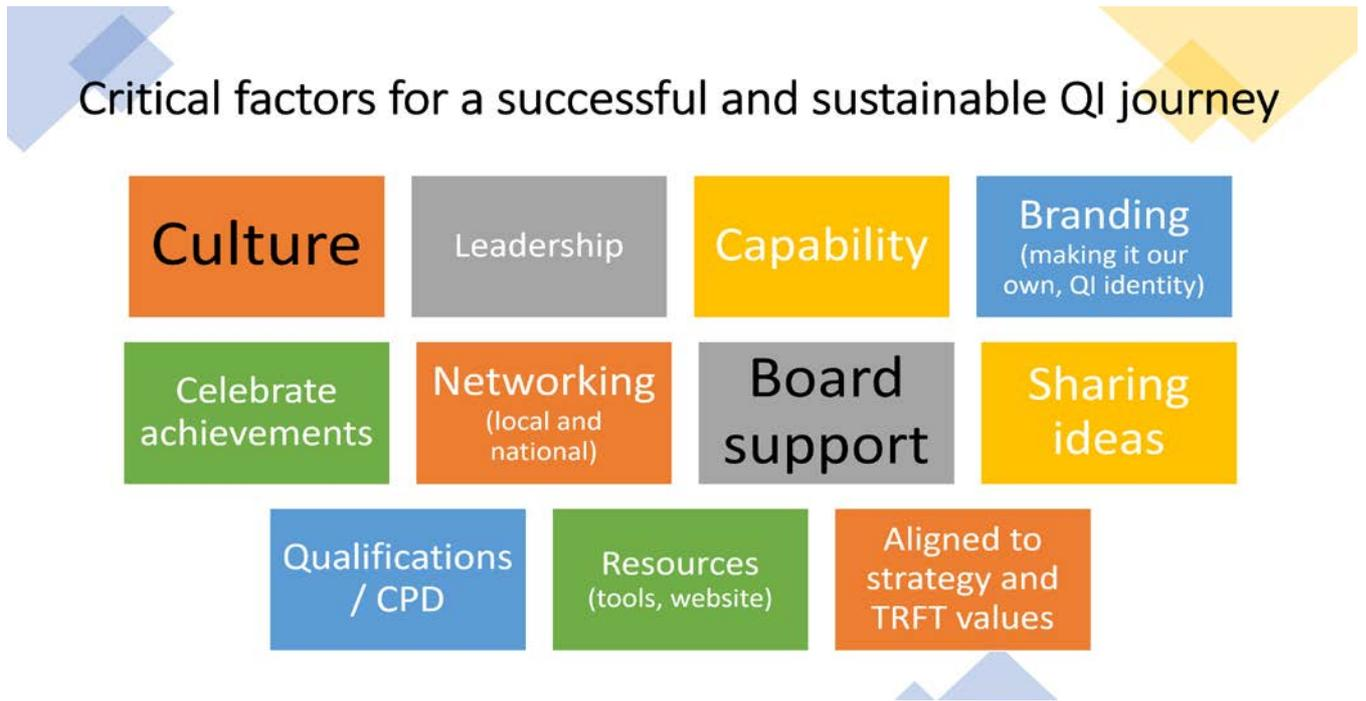 Critical factors for a successful and sustainable QI journey
Culture
Leadership
Capability
Branding
(making it our
own, QI identity)
Celebrate
achievements
Networking
(local and
national)
Board
support
Sharing
ideas
Qualifications
/ CPD
Resources
(tools, website)
Aligned to
strategy and
TRFT values